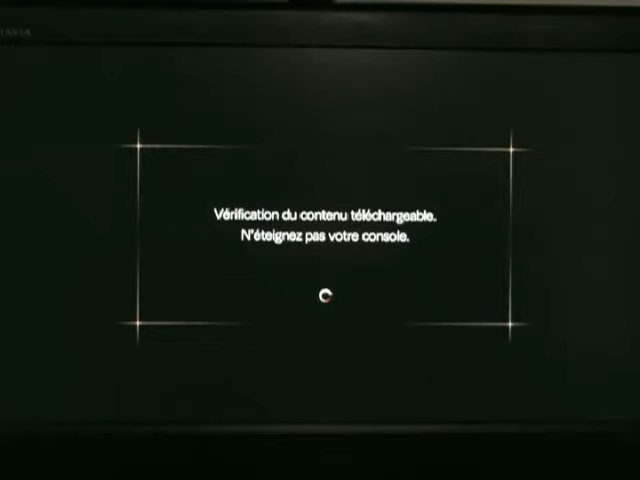 Vérification du contenu téléchargeable.
N'éteignez pas votre console.